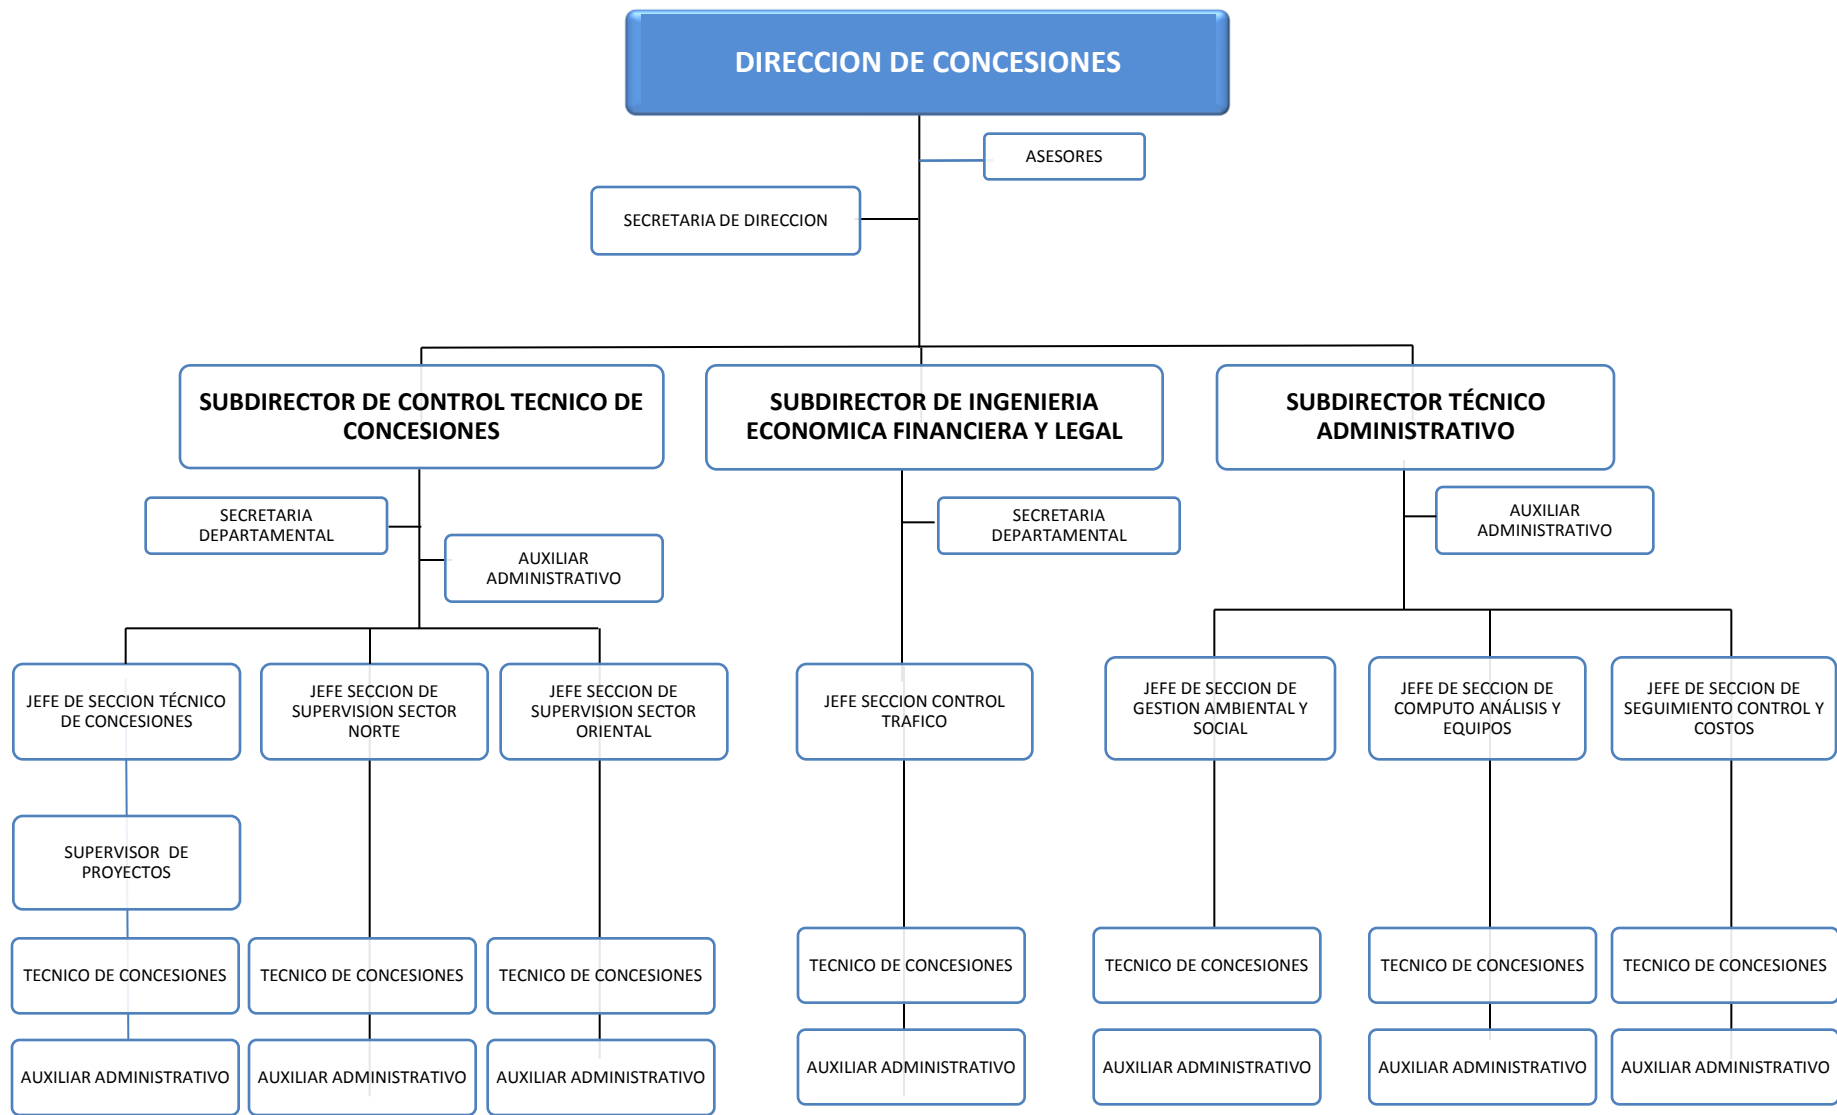 DIRECCION DE CONCESIONES
ASESORES
SECRETARIA DE DIRECCION
SUBDIRECTOR DE CONTROL TECNICO DE
CONCESIONES
SUBDIRECTOR DE INGENIERIA
ECONOMICA FINANCIERA Y LEGAL
SUBDIRECTOR TÉCNICO
ADMINISTRATIVO
SECRETARIA
DEPARTAMENTAL
AUXILIAR
ADMINISTRATIVO
SECRETARIA
DEPARTAMENTAL
AUXILIAR
ADMINISTRATIVO
JEFE DE SECCION TÉCNICO
DE CONCESIONES
JEFE SECCION DE
SUPERVISION SECTOR
NORTE
JEFE SECCION DE
SUPERVISION SECTOR
ORIENTAL
JEFE SECCION CONTROL
TRAFICO
JEFE DE SECCION DE
GESTION AMBIENTAL Y
SOCIAL
JEFE DE SECCION DE
COMPUTO ANÁLISIS Y
EQUIPOS
JEFE DE SECCION DE
SEGUIMIENTO CONTROL Y
COSTOS
SUPERVISOR DE
PROYECTOS
TECNICO DE CONCESIONES
TECNICO DE CONCESIONES
TECNICO DE CONCESIONES
TECNICO DE CONCESIONES
TECNICO DE CONCESIONES
TECNICO DE CONCESIONES
TECNICO DE CONCESIONES
AUXILIAR ADMINISTRATIVO
AUXILIAR ADMINISTRATIVO
AUXILIAR ADMINISTRATIVO
AUXILIAR ADMINISTRATIVO
AUXILIAR ADMINISTRATIVO
AUXILIAR ADMINISTRATIVO
AUXILIAR ADMINISTRATIVO